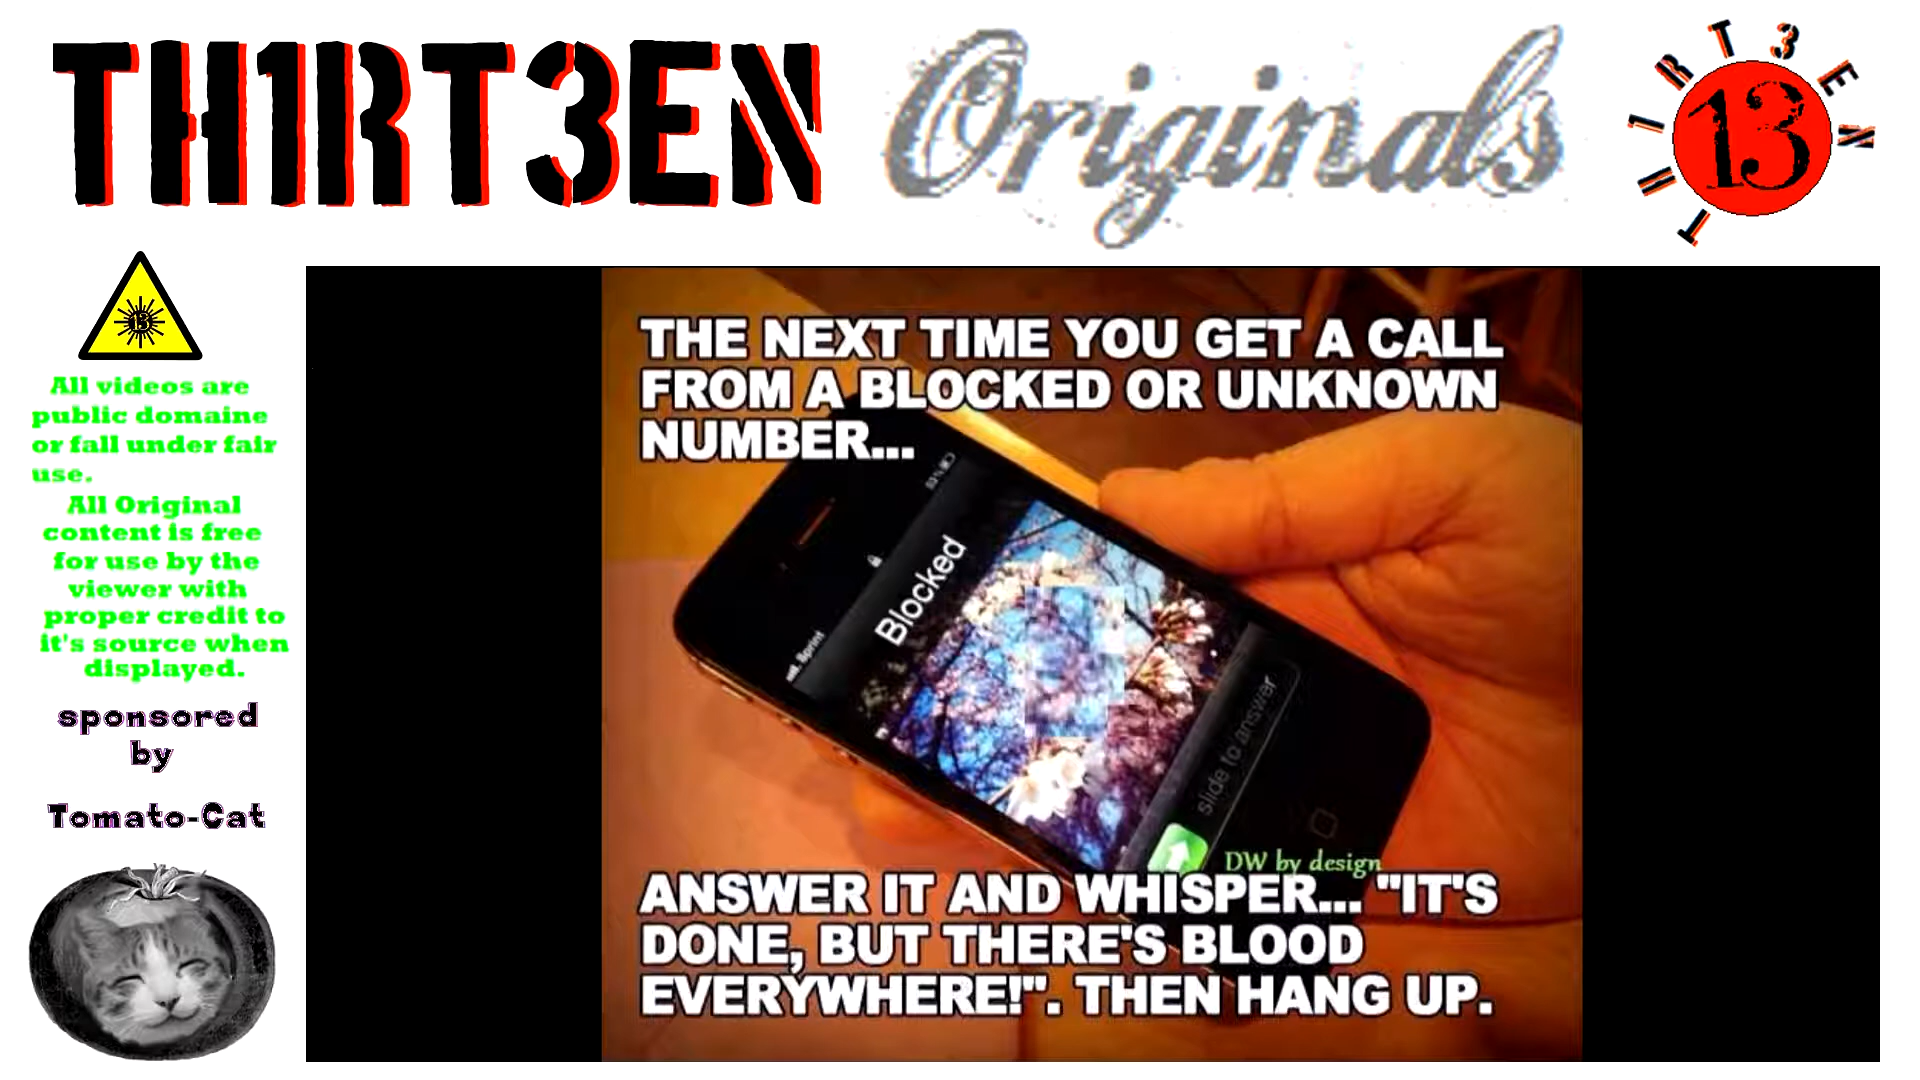 TH1RT3EN Originals
TH1RT3EN
13
13
All videos are
public domaine
or fall under fair
use.
All Original
content is free
for use by the
viewer with
proper credit to
it's source when
displayed.
sponsored
by
Tomato-Cat
THE NEXT TIME YOU GET A CALL
FROM A BLOCKED OR UNKNOWN
NUMBER...
Sprint
Blocked
slide to answer
DW by design
ANSWER IT AND WHISPER... "IT'S
DONE, BUT THERE'S BLOOD
EVERYWHERE!". THEN HANG UP.